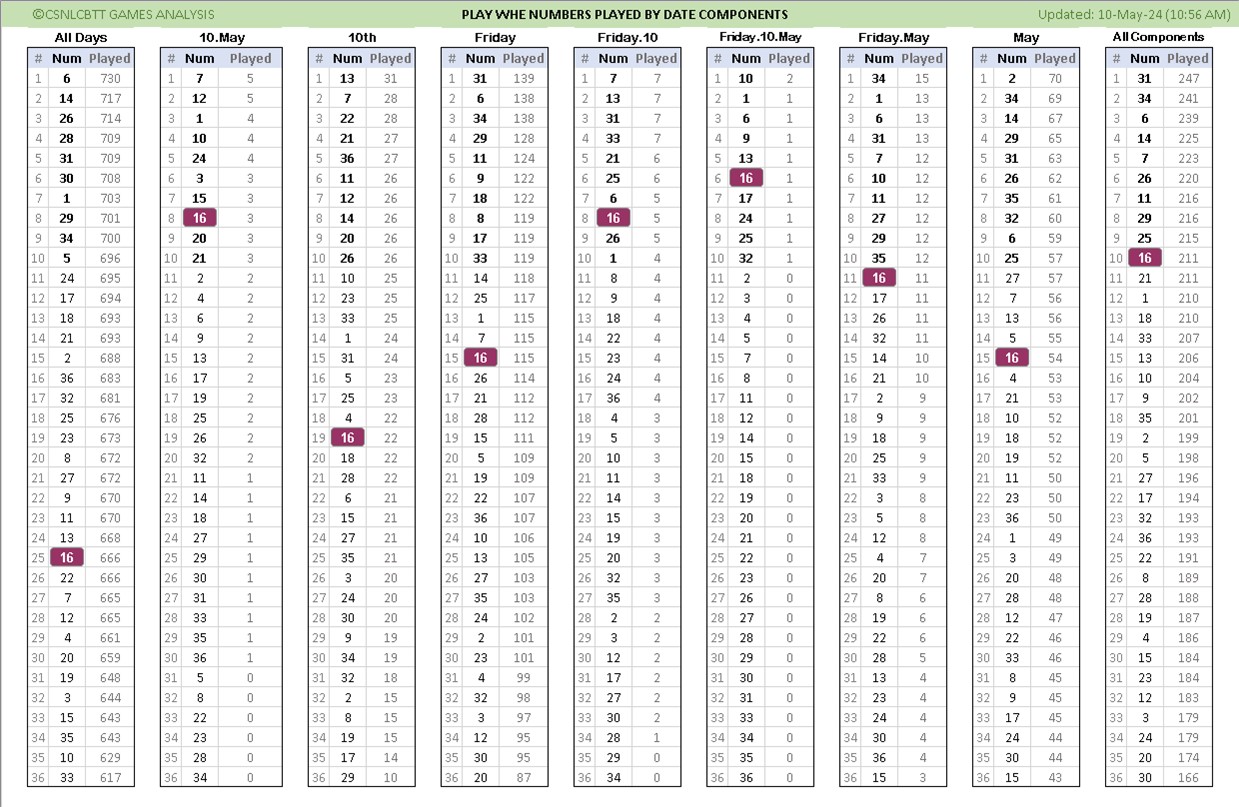 ©CSNLCBTT GAMES ANALYSIS PLAY WHE NUMBERS PLAYED BY DATE COMPONENTS Updated: 10-May-24 (10:56 AM)
All Days 10.May 10th Friday Friday.10 Friday.10.May Friday.May May All Components
# Num Played # Num Played # Num Played # Num Played # Num Played # Num Played # Num Played # Num Played # Num Played
1 6 730 1 7 5 1 13 31 1 31 139 1 7 7 1 10 2 1 34 15 1 2 70 1 31 247
2 14 717 2 12 5 2 7 28 2 6 138 2 13 7 2 1 1 2 1 13 2 34 69 2 34 241
3 26 714 3 1 4 3 22 28 3 34 138 3 31 7 3 6 1 3 6 13 3 14 67 3 6 239
4 28 709 4 10 4 4 21 27 4 29 128 4 33 7 4 9 1 4 31 13 4 29 65 4 14 225
5 31 709 5 24 4 5 36 27 5 11 124 5 21 6 5 13 1 5 7 12 5 31 63 5 7 223
6 30 708 6 3 3 6 11 26 6 9 122 6 25 6 6 16 1 6 10 12 6 26 62 6 26 220
7 1 703 7 15 3 7 12 26 7 18 122 7 6 5 7 17 1 7 11 12 7 35 61 7 11 216
8 29 701 8 16 3 8 14 26 8 8 119 8 16 5 8 24 1 8 27 12 8 32 60 8 29 216
9 34 700 9 20 3 9 20 26 9 17 119 9 26 5 9 25 1 9 29 12 9 6 59 9 25 215
10 5 696 10 21 3 10 26 26 10 33 119 10 1 4 10 32 1 10 35 12 10 25 57 10 16 211
11 24 695 11 2 2 11 10 25 11 14 118 11 8 4 11 2 0 11 16 11 11 27 57 11 21 211
12 17 694 12 4 2 12 23 25 12 25 117 12 9 4 12 3 0 12 17 11 12 7 56 12 1 210
13 18 693 13 6 2 13 33 25 13 1 115 13 18 4 13 4 0 13 26 11 13 13 56 13 18 210
14 21 693 14 9 2 14 1 24 14 7 115 14 22 4 14 5 0 14 32 11 14 5 55 14 33 207
15 2 688 15 13 2 15 31 24 15 16 115 15 23 4 15 7 0 15 14 10 15 16 54 15 13 206
16 36 683 16 17 2 16 5 23 16 26 114 16 24 4 16 8 0 16 21 10 16 4 53 16 10 204
17 32 681 17 19 2 17 25 23 17 21 112 17 36 4 17 11 0 17 2 9 17 21 53 17 9 202
18 25 676 18 25 2 18 4 22 18 28 112 18 4 3 18 12 0 18 9 9 18 10 52 18 35 201
19 23 673 19 26 2 19 16 22 19 15 111 19 5 3 19 14 0 19 18 9 19 18 52 19 2 199
20 8 672 20 32 2 20 18 22 20 5 109 20 10 3 20 15 0 20 25 9 20 19 52 20 5 198
21 27 672 21 11 1 21 28 22 21 19 109 21 11 3 21 18 0 21 33 9 21 11 50 21 27 196
22 9 670 22 14 1 22 6 21 22 22 107 22 14 3 22 19 0 22 3 8 22 23 50 22 17 194
23 11 670 23 18 1 23 15 21 23 36 107 23 15 3 23 20 0 23 5 8 23 36 50 23 32 193
24 13 668 24 27 1 24 27 21 24 10 106 24 19 3 24 21 0 24 12 8 24 1 49 24 36 193
25 16 666 25 29 1 25 35 21 25 13 105 25 20 3 25 22 0 25 4 7 25 3 49 25 22 191
26 22 666 26 30 1 26 3 20 26 27 103 26 32 3 26 23 0 26 20 7 26 20 48 26 8 189
27 7 665 27 31 1 27 24 20 27 35 103 27 35 3 27 26 0 27 8 6 27 28 48 27 28 188
28 12 665 28 33 1 28 30 20 28 24 102 28 2 2 28 27 0 28 19 6 28 12 47 28 19 187
29 4 661 29 35 1 29 9 19 29 2 101 29 3 2 29 28 0 29 22 6 29 22 46 29 4 186
30 20 659 30 36 1 30 34 19 30 23 101 30 12 2 30 29 0 30 28 5 30 33 46 30 15 184
31 19 648 31 5 0 31 32 18 31 4 99 31 17 2 31 30 0 31 13 4 31 8 45 31 23 184
32 3 644 32 8 0 32 2 15 32 32 98 32 27 2 32 31 0 32 23 4 32 9 45 32 12 183
33 15 643 33 22 0 33 8 15 33 3 97 33 30 2 33 33 0 33 24 4 33 17 45 33 3 179
34 35 643 34 23 0 34 19 15 34 12 95 34 28 1 34 34 0 34 30 4 34 24 44 34 24 179
35 10 629 35 28 0 35 17 14 35 30 95 35 29 0 35 35 0 35 36 4 35 30 44 35 20 174
36 33 617 36 34 0 36 29 10 36 20 87 36 34 0 36 36 0 36 15 3 36 15 43 36 30 166